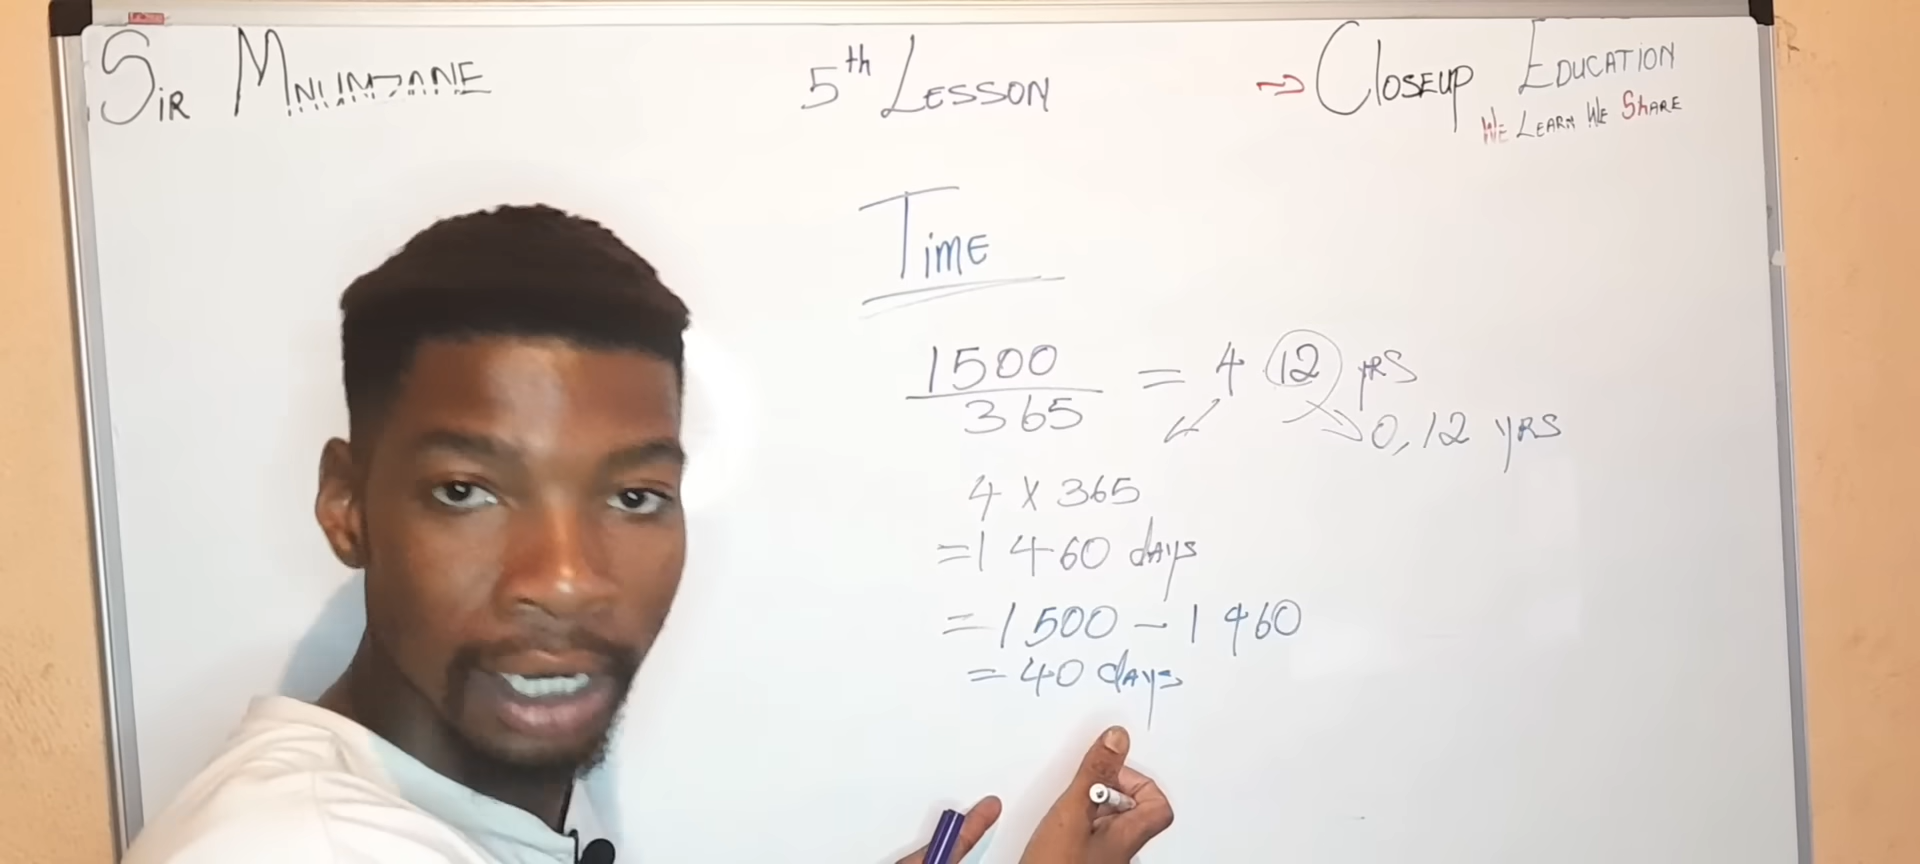 Sir MNUMZANE
5th LESSON
→ CLOSEUP EDUCATION
WE LEARN WE ShARE
TimE
1500
365
= 4 12 yRS
0,12 yRS
4 X 365
=1 460 dAys
=1 500 - 1 460
= 40 dAys